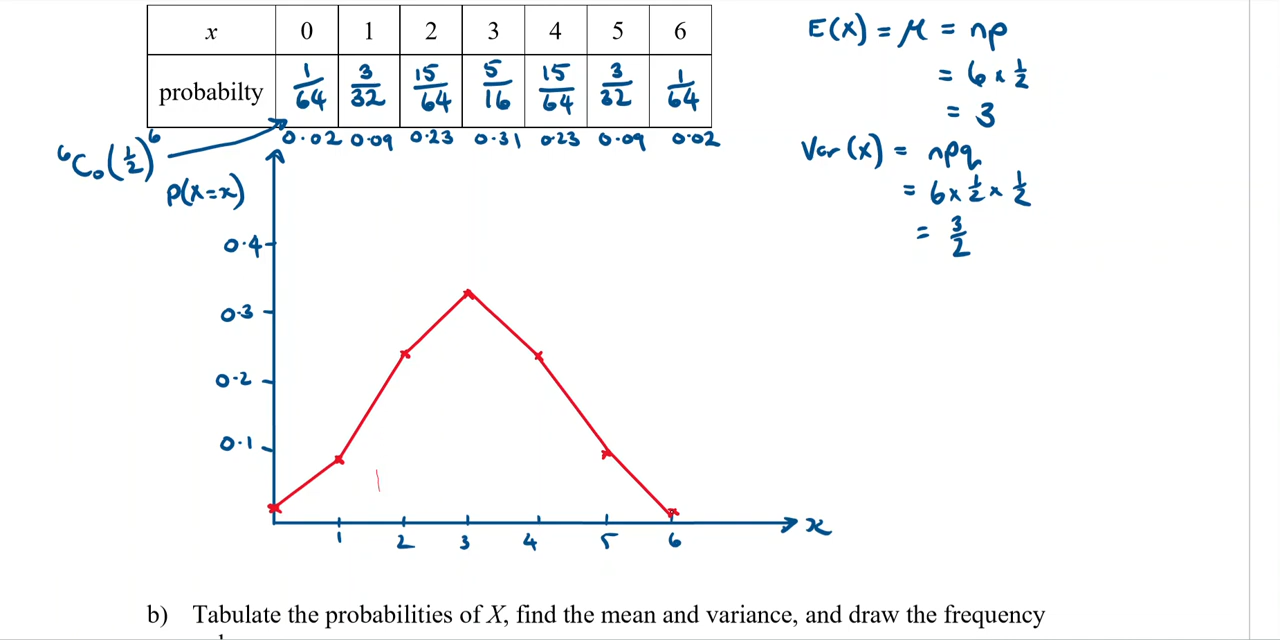 x 0 1 2 3 4 5 6
probabilty 1/64 3/32 15/64 5/16 15/64 3/32 1/64
0.02 0.09 0.23 0.31 0.23 0.09 0.02
⁶C₀(1/2)⁶
P(X=x)
0.4
0.3
0.2
0.1
1 2 3 4 5 6
x
E(X) = μ = np
= 6 × 1/2
= 3
Var(X) = npq
= 6 × 1/2 × 1/2
= 3/2
b) Tabulate the probabilities of X, find the mean and variance, and draw the frequency